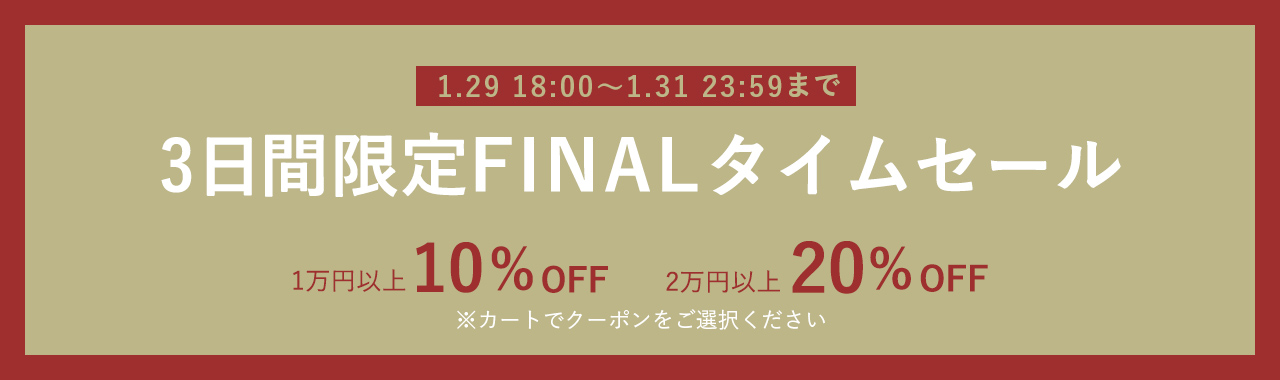 1.29 18:00～1.31 23:59まで
3日間限定FINALタイムセール
1万円以上 10%OFF 2万円以上 20%OFF
※カートでクーポンをご選択ください